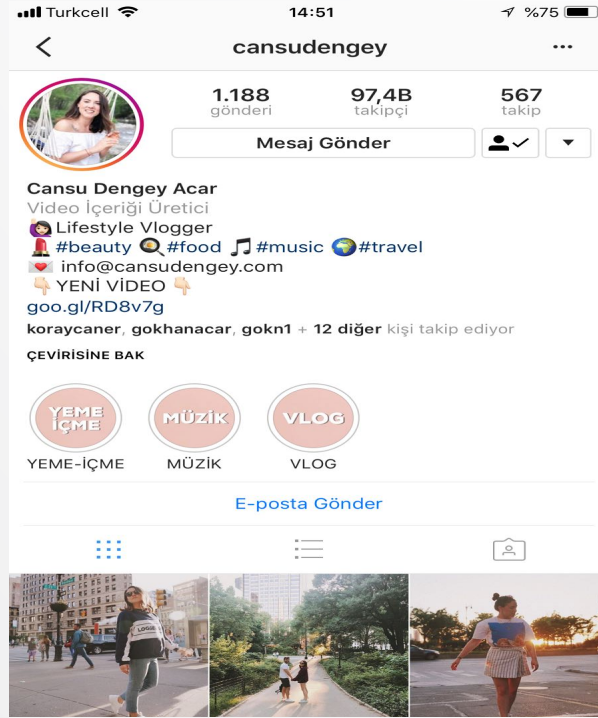 Turkcell 14:51 %75
cansudengey
1.188 97,4B 567
gönderi takipçi takip
Mesaj Gönder
Cansu Dengey Acar
Video İçeriği Üretici
🙋🏻Lifestyle Vlogger
💄 #beauty 🍳 #food 🎵 #music 🌍#travel
💌 info@cansudengey.com
👇🏻 YENİ VİDEO 👇🏻
goo.gl/RD8v7g
koraycaner, gokhanacar, gokn1 + 12 diğer kişi takip ediyor
ÇEVİRİSİNE BAK
YEME
İÇME
MÜZİK
VLOG
YEME-İÇME MÜZİK VLOG
E-posta Gönder